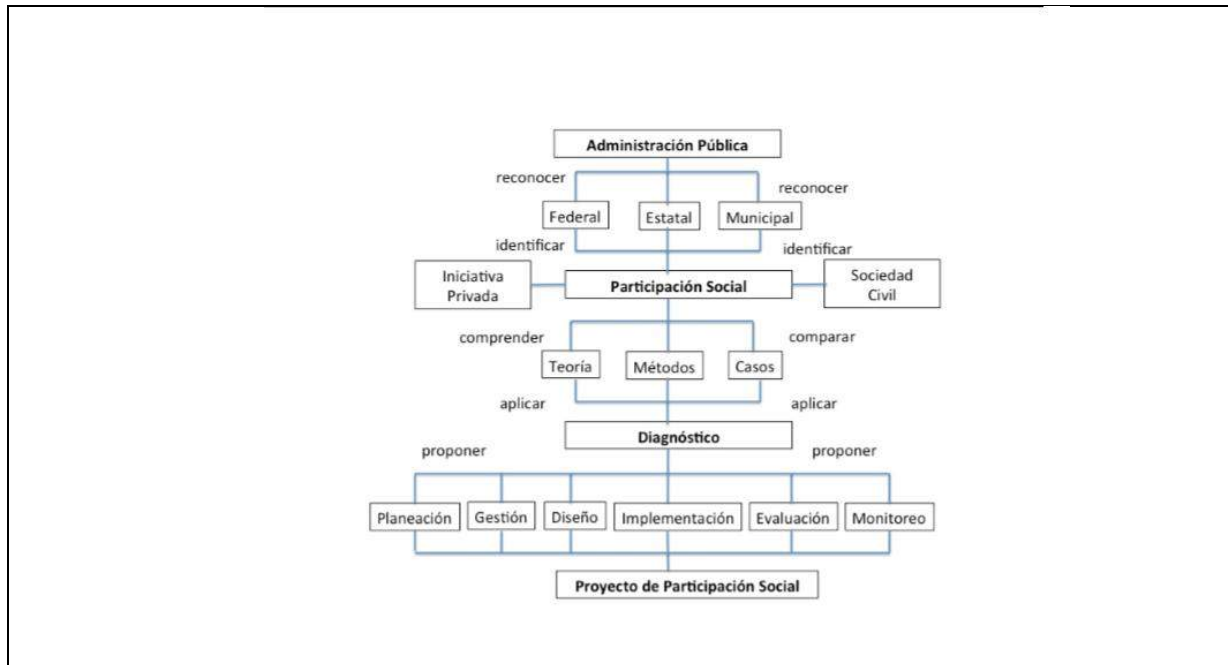 Administración Pública
reconocer
reconocer
Federal
Estatal
Municipal
identificar
identificar
Iniciativa
Privada
Participación Social
Sociedad
Civil
comprender
comparar
Teoría
Métodos
Casos
aplicar
aplicar
Diagnóstico
proponer
proponer
Planeación
Gestión
Diseño
Implementación
Evaluación
Monitoreo
Proyecto de Participación Social